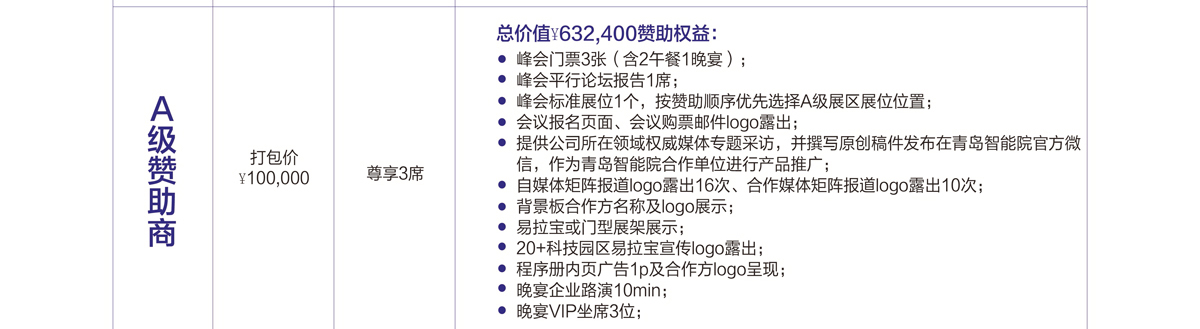 A级赞助商
打包价
¥100,000
尊享3席
总价值¥632,400赞助权益：
● 峰会门票3张（含2午餐1晚宴）；
● 峰会平行论坛报告1席；
● 峰会标准展位1个，按赞助顺序优先选择A级展区展位位置；
● 会议报名页面、会议购票邮件logo露出；
● 提供公司所在领域权威媒体专题采访，并撰写原创稿件发布在青岛智能院官方微
信，作为青岛智能院合作单位进行产品推广；
● 自媒体矩阵报道logo露出16次、合作媒体矩阵报道logo露出10次；
● 背景板合作方名称及logo展示；
● 易拉宝或门型展架展示；
● 20+科技园区易拉宝宣传logo露出；
● 程序册内页广告1p及合作方logo呈现；
● 晚宴企业路演10min；
● 晚宴VIP坐席3位；